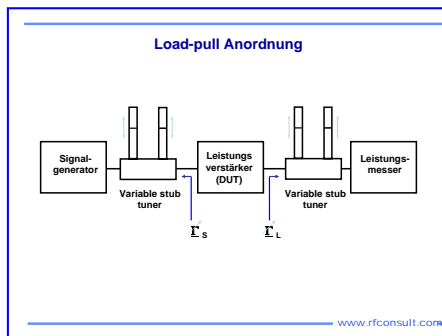 Load-pull Anordnung
Signal-
generator
Variable stub
tuner
Leistungs
verstärker
(DUT)
Variable stub
tuner
Leistungs-
messer
Γ S
Γ L
www.rfconsult.com